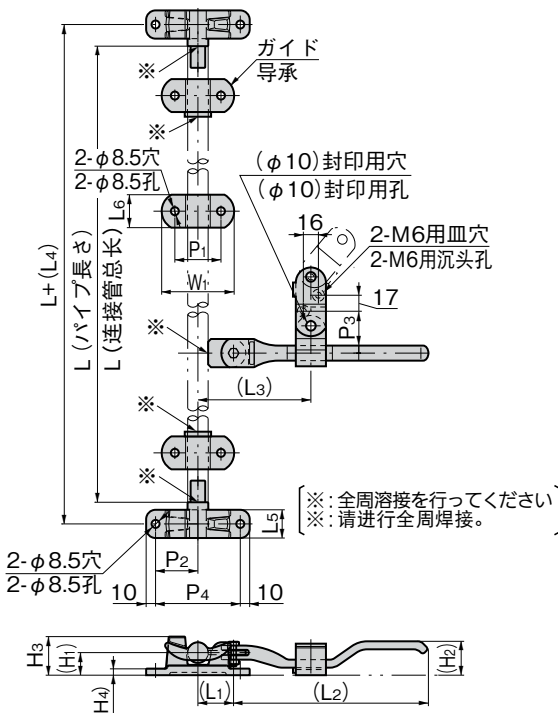 ※
ガイド
导承
※
2-φ8.5穴
2-φ8.5孔
(φ10)封印用穴
(φ10)封印用孔
L6
16
2-M6用皿穴
2-M6用沉头孔
P1
W1
17
P3
L+(L4)
L(パイプ長さ)
L(连接管总长)
※
(L3)
※
※
※:全周溶接を行ってください
※:请进行全周焊接。
L5
2-φ8.5穴
2-φ8.5孔
P2
10
P4
10
H3
(H1)
H4)
(L1)
(L2)
(H2)